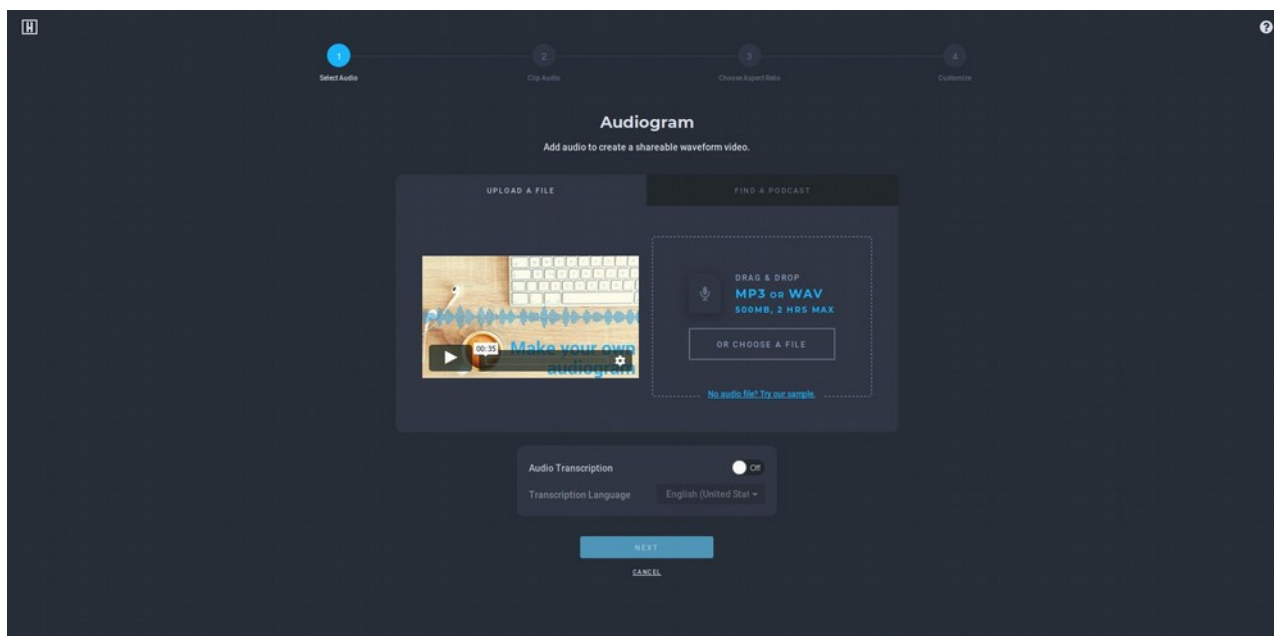 H
?
1
2
3
4
Select Audio
Clip Audio
Choose Aspect Ratio
Customize
Audiogram
Add audio to create a shareable waveform video.
UPLOAD A FILE
FIND A PODCAST
Make your own
audiogram
00:35
DRAG & DROP
MP3 OR WAV
500MB, 2 HRS MAX
OR CHOOSE A FILE
No audio file? Try our sample.
Audio Transcription
Off
Transcription Language
English (United Stat
NEXT
CANCEL